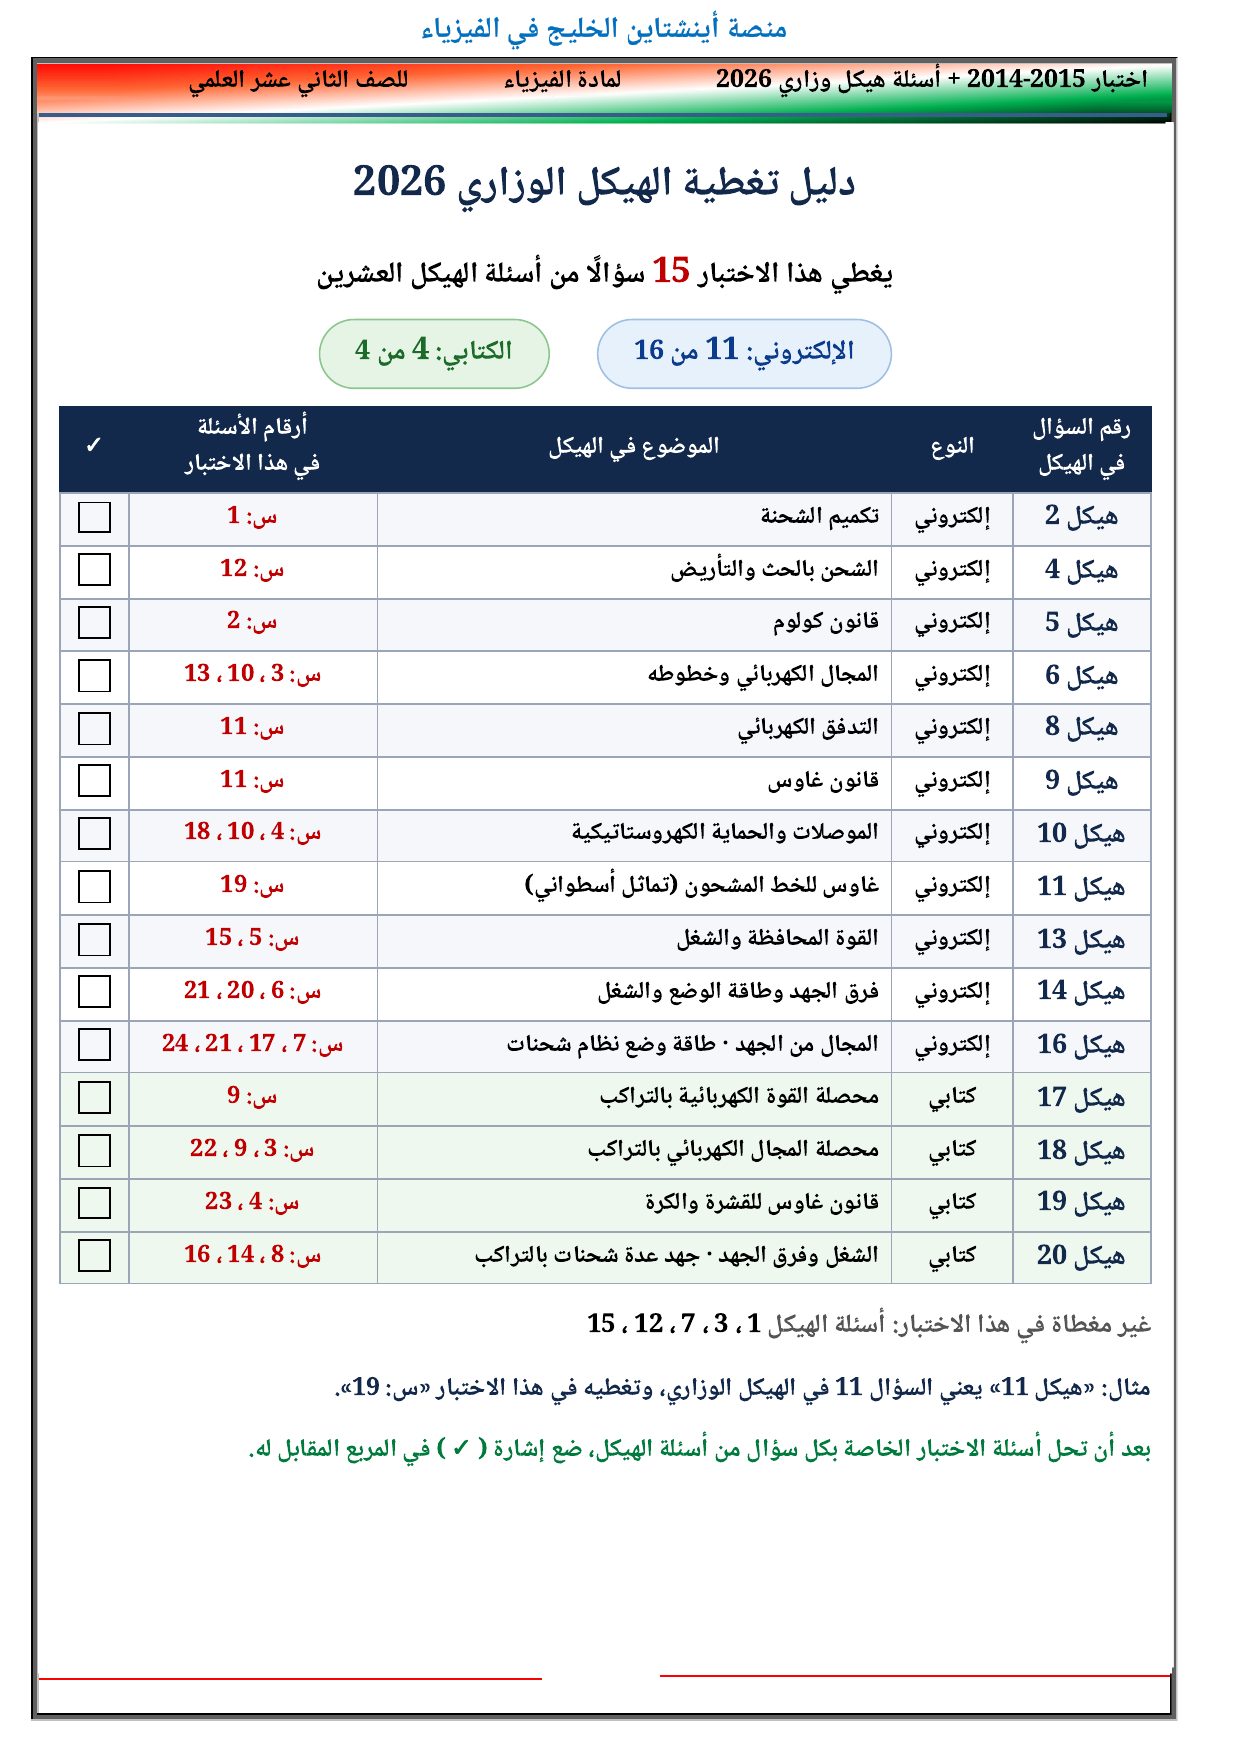 منصة أينشتاين الخليج في الفيزياء
اختبار 2015-2014 + أسئلة هيكل وزاري 2026 لمادة الفيزياء للصف الثاني عشر العلمي
دليل تغطية الهيكل الوزاري 2026
يغطي هذا الاختبار 15 سؤالًا من أسئلة الهيكل العشرين
الإلكتروني: 11 من 16 الكتابي: 4 من 4
رقم السؤال في الهيكل النوع الموضوع في الهيكل أرقام الأسئلة في هذا الاختبار ✓
هيكل 2 إلكتروني تكميم الشحنة س: 1
هيكل 4 إلكتروني الشحن بالحث والتأريض س: 12
هيكل 5 إلكتروني قانون كولوم س: 2
هيكل 6 إلكتروني المجال الكهربائي وخطوطه س: 3 ، 10 ، 13
هيكل 8 إلكتروني التدفق الكهربائي س: 11
هيكل 9 إلكتروني قانون غاوس س: 11
هيكل 10 إلكتروني الموصلات والحماية الكهروستاتيكية س: 4 ، 10 ، 18
هيكل 11 إلكتروني غاوس للخط المشحون (تماثل أسطواني) س: 19
هيكل 13 إلكتروني القوة المحافظة والشغل س: 5 ، 15
هيكل 14 إلكتروني فرق الجهد وطاقة الوضع والشغل س: 6 ، 20 ، 21
هيكل 16 إلكتروني المجال من الجهد · طاقة وضع نظام شحنات س: 7 ، 17 ، 21 ، 24
هيكل 17 كتابي محصلة القوة الكهربائية بالتراكب س: 9
هيكل 18 كتابي محصلة المجال الكهربائي بالتراكب س: 3 ، 9 ، 22
هيكل 19 كتابي قانون غاوس للقشرة والكرة س: 4 ، 23
هيكل 20 كتابي الشغل وفرق الجهد · جهد عدة شحنات بالتراكب س: 8 ، 14 ، 16
غير مغطاة في هذا الاختبار: أسئلة الهيكل 1 ، 3 ، 7 ، 12 ، 15
مثال: «هيكل 11» يعني السؤال 11 في الهيكل الوزاري، وتغطيه في هذا الاختبار «س: 19».
بعد أن تحل أسئلة الاختبار الخاصة بكل سؤال من أسئلة الهيكل، ضع إشارة ( ✓ ) في المربع المقابل له.